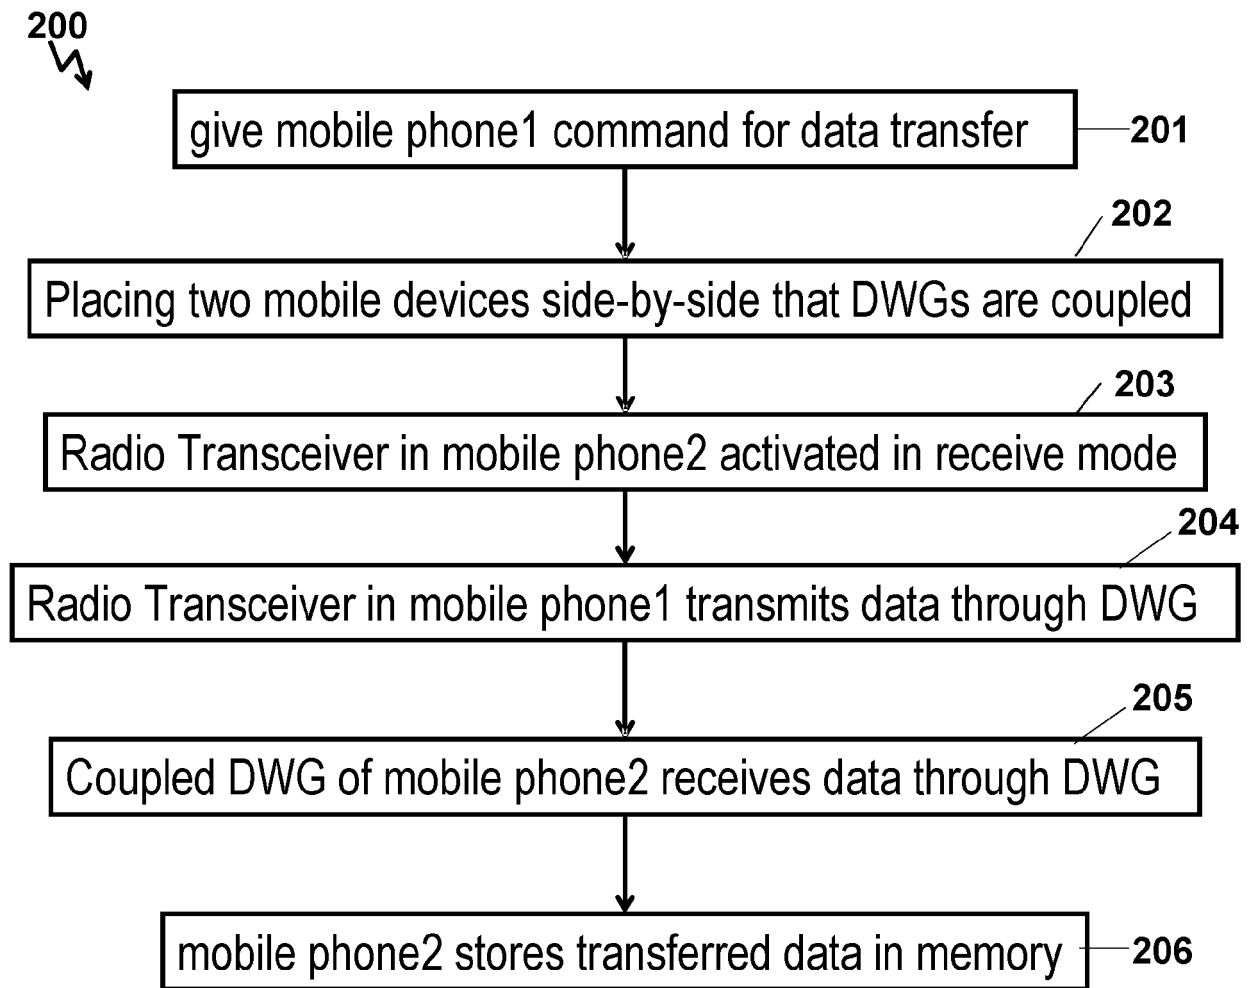 200
give mobile phone1 command for data transfer
201
202
Placing two mobile devices side-by-side that DWGs are coupled
203
Radio Transceiver in mobile phone2 activated in receive mode
204
Radio Transceiver in mobile phone1 transmits data through DWG
205
Coupled DWG of mobile phone2 receives data through DWG
mobile phone2 stores transferred data in memory
206